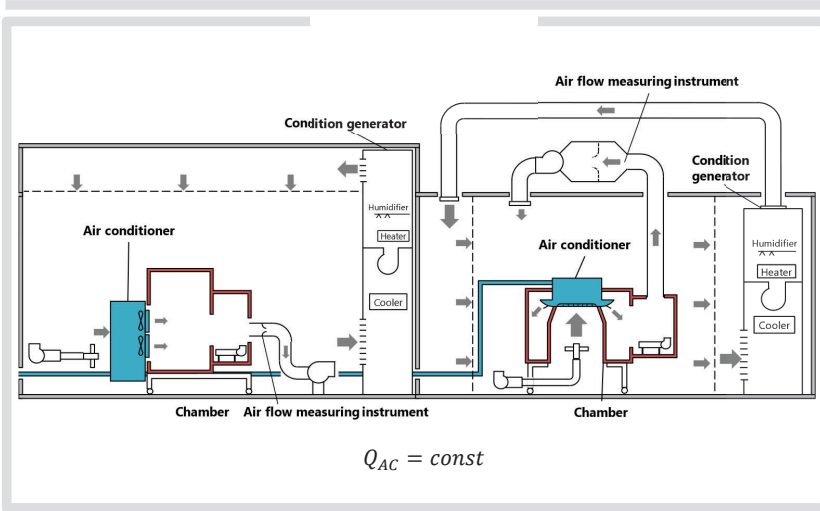 Air flow measuring instrument
Condition generator
Condition
generator
Humidifier
Heater
Cooler
Air conditioner
Air conditioner
Humidifier
Heater
Cooler
Chamber
Air flow measuring instrument
Chamber
Q_AC = const